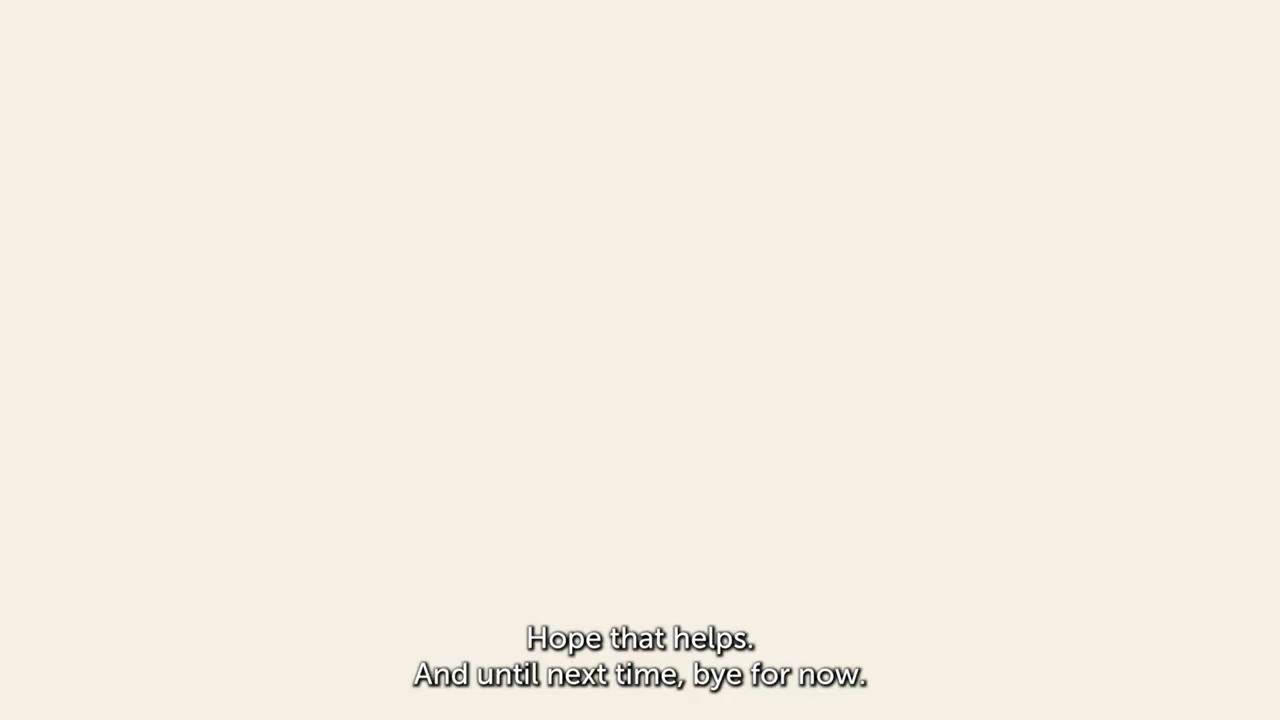 Hope that helps.
And until next time, bye for now.